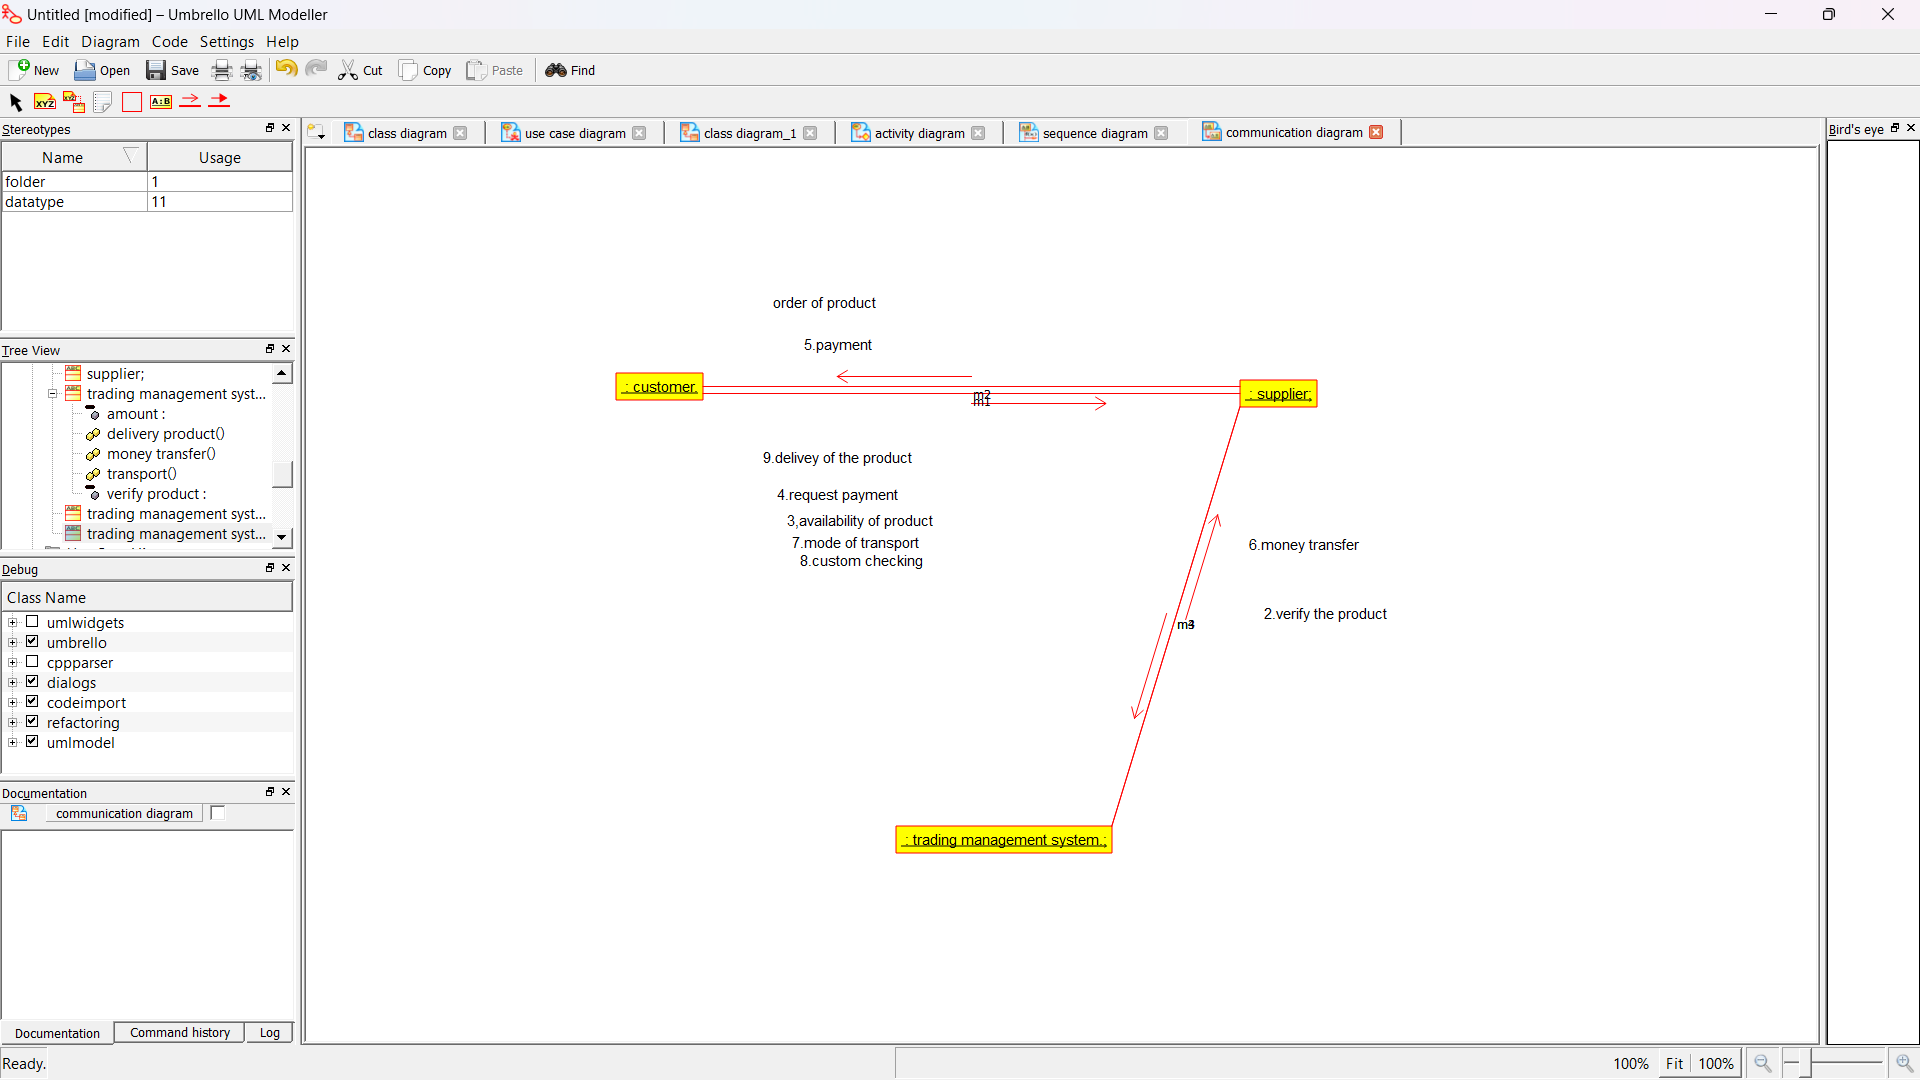 Untitled [modified] – Umbrello UML Modeller
File Edit Diagram Code Settings Help
New Open Save Cut Copy Paste Find
XYZ XYZ A:B
Stereotypes
Name Usage
folder 1
datatype 11
Tree View
supplier;
trading management syst...
amount :
delivery product()
money transfer()
transport()
verify product :
trading management syst...
trading management syst...
Debug
Class Name
umlwidgets
umbrello
cppparser
dialogs
codeimport
refactoring
umlmodel
Documentation
communication diagram
Documentation Command history Log
Ready.
class diagram use case diagram class diagram_1 activity diagram sequence diagram communication diagram
order of product
5.payment
: customer.
m2
m1
: supplier;
9.delivey of the product
4.request payment
3,availability of product
7.mode of transport
8.custom checking
6.money transfer
2.verify the product
: trading management system.;
Bird's eye
100% Fit 100%